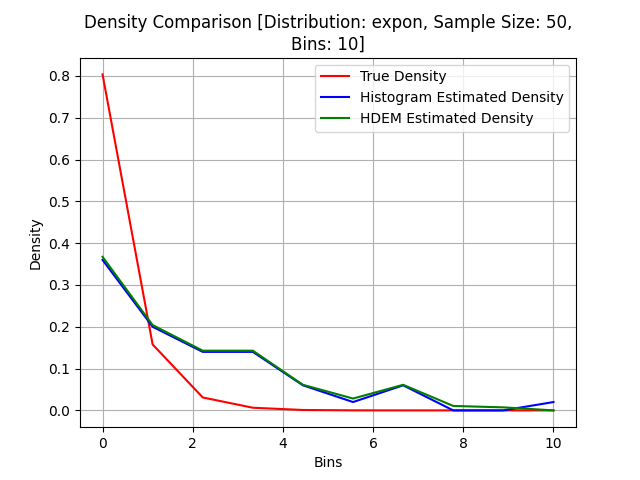 Density Comparison [Distribution: expon, Sample Size: 50,
Bins: 10]
True Density
Histogram Estimated Density
HDEM Estimated Density
Density
0.8
0.7
0.6
0.5
0.4
0.3
0.2
0.1
0.0
0 2 4 6 8 10
Bins